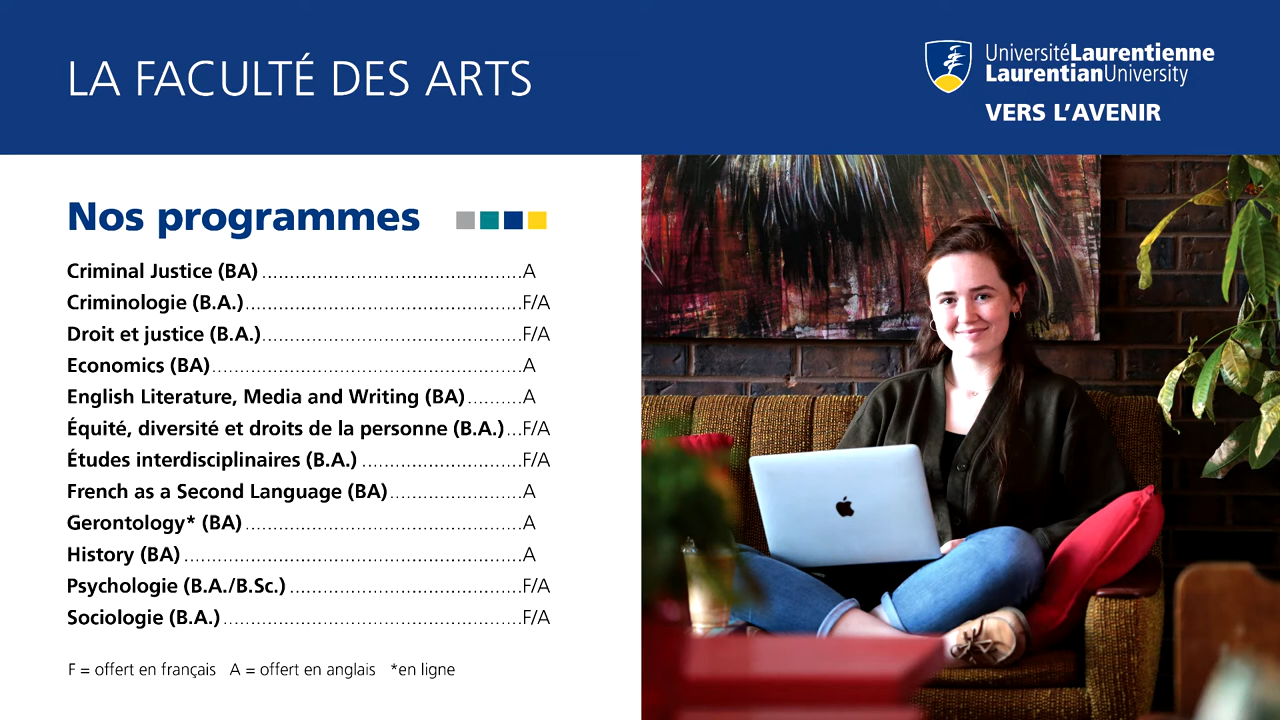 LA FACULTÉ DES ARTS
UniversitéLaurentienne
LaurentianUniversity
VERS L'AVENIR
Nos programmes
Criminal Justice (BA)..............................................A
Criminologie (B.A.).................................................F/A
Droit et justice (B.A.)..............................................F/A
Economics (BA).......................................................A
English Literature, Media and Writing (BA)..........A
Équité, diversité et droits de la personne (B.A.)...F/A
Études interdisciplinaires (B.A.)............................F/A
French as a Second Language (BA)........................A
Gerontology* (BA).................................................A
History (BA)............................................................A
Psychologie (B.A./B.Sc.).........................................F/A
Sociologie (B.A.).....................................................F/A
F = offert en français A = offert en anglais *en ligne